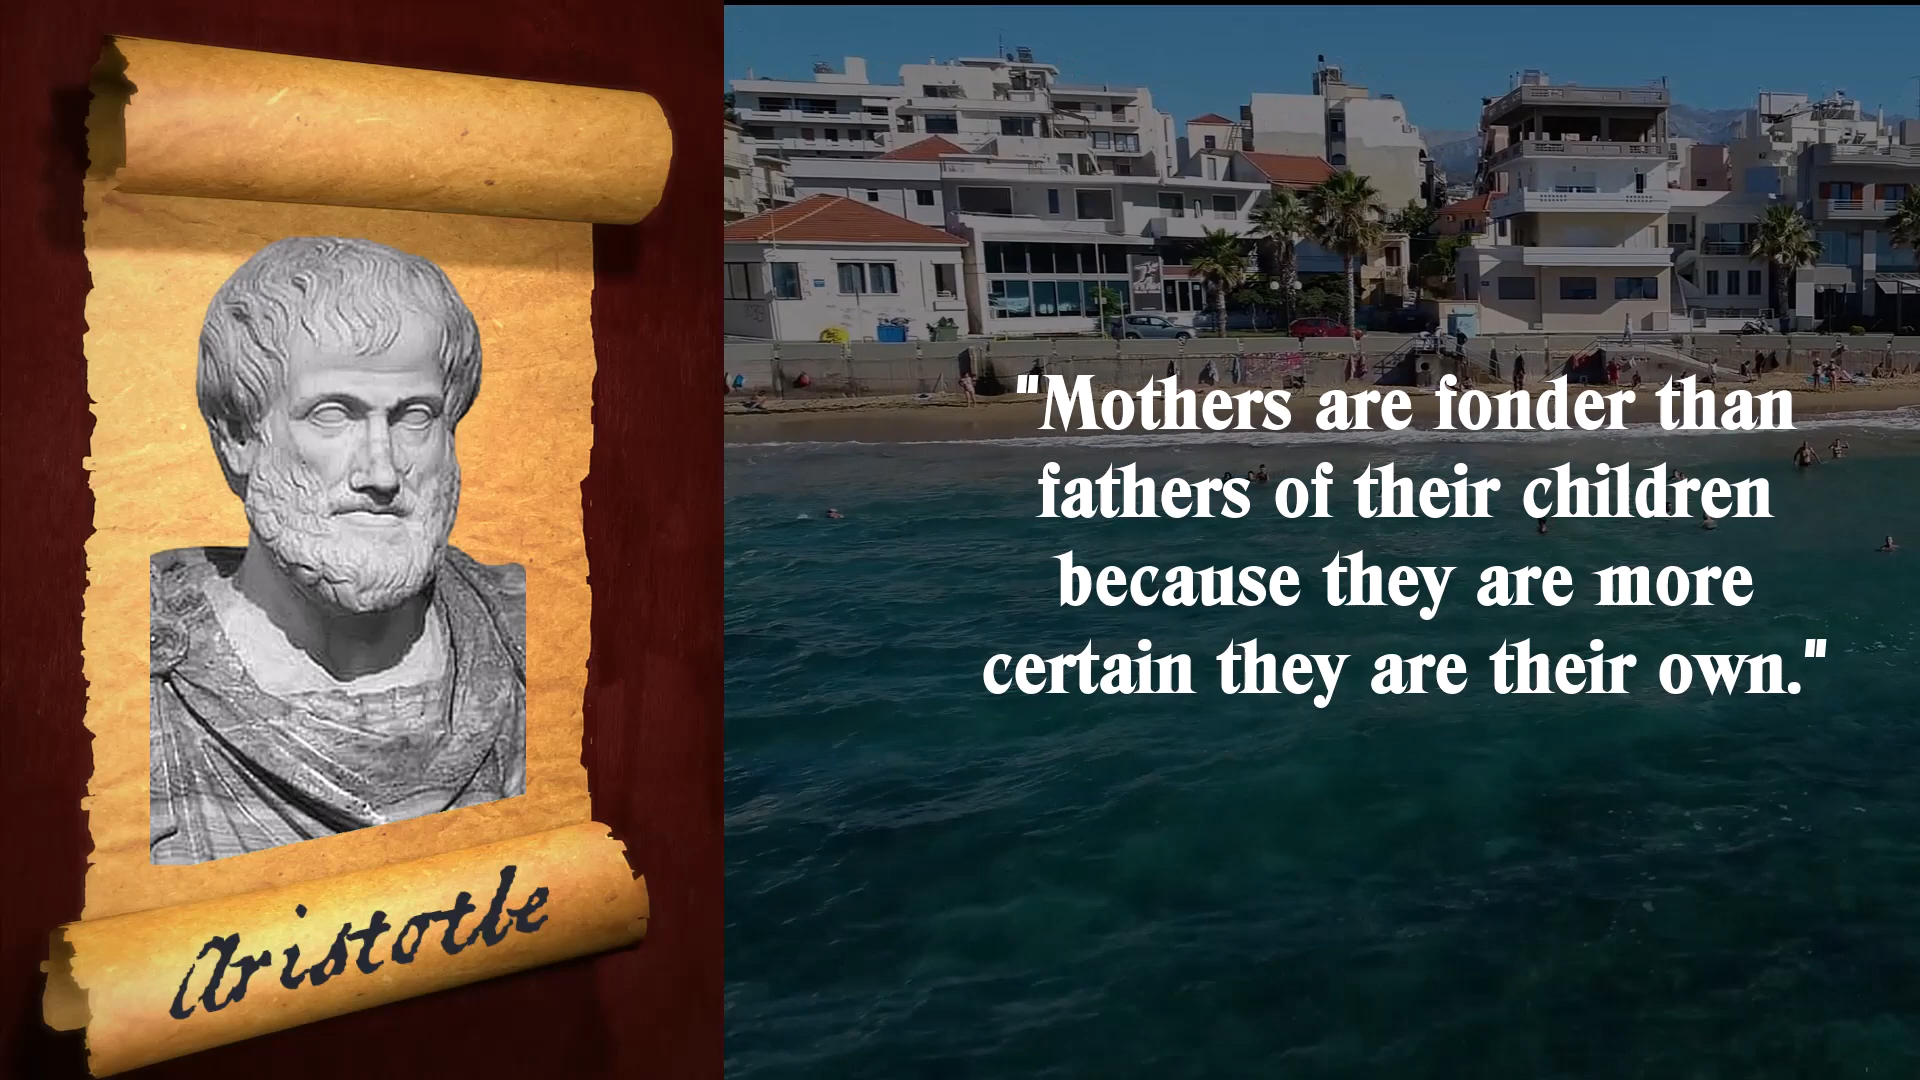 Aristotle
"Mothers are fonder than
fathers of their children
because they are more
certain they are their own."